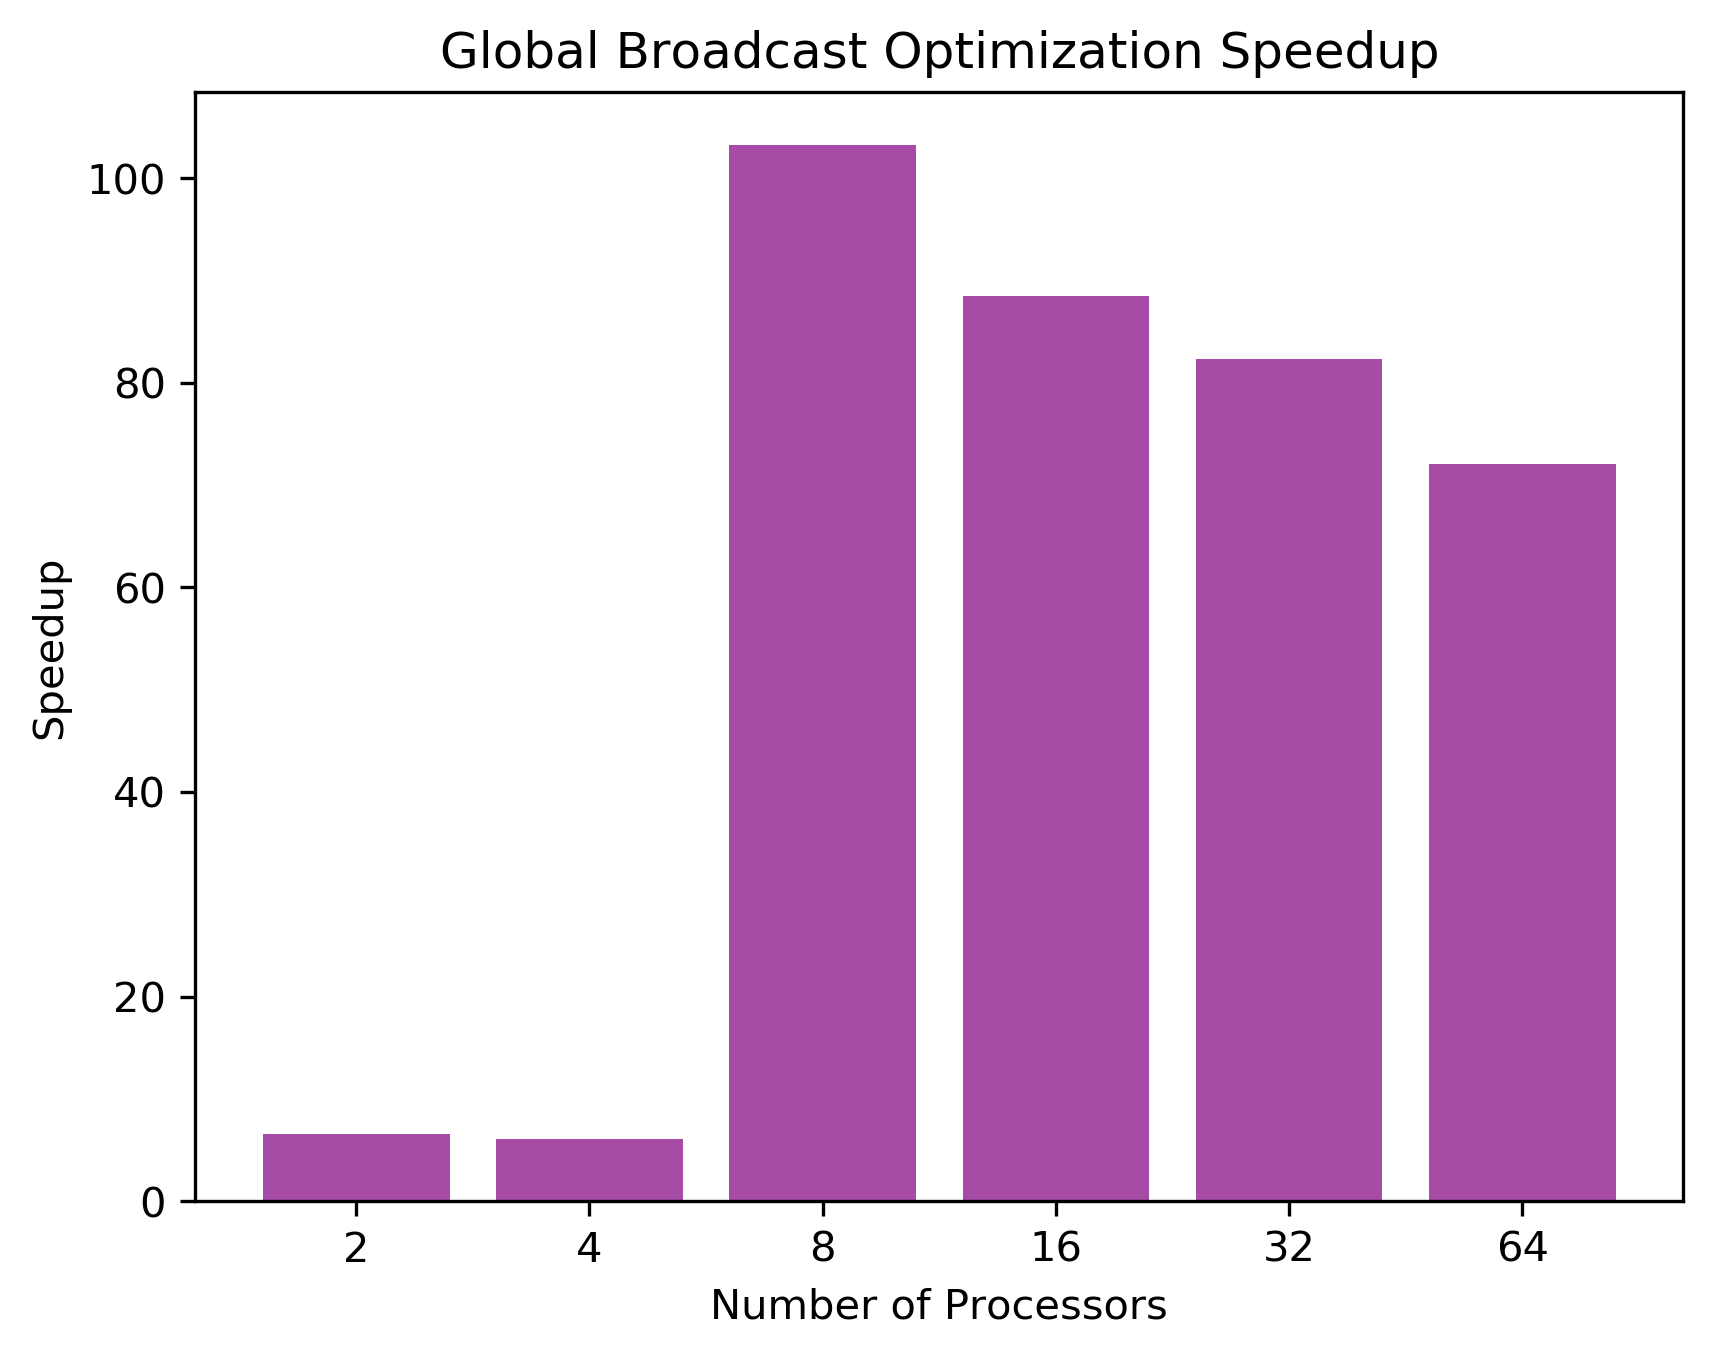 Global Broadcast Optimization Speedup
100
80
60
40
20
0
Speedup
2 4 8 16 32 64
Number of Processors